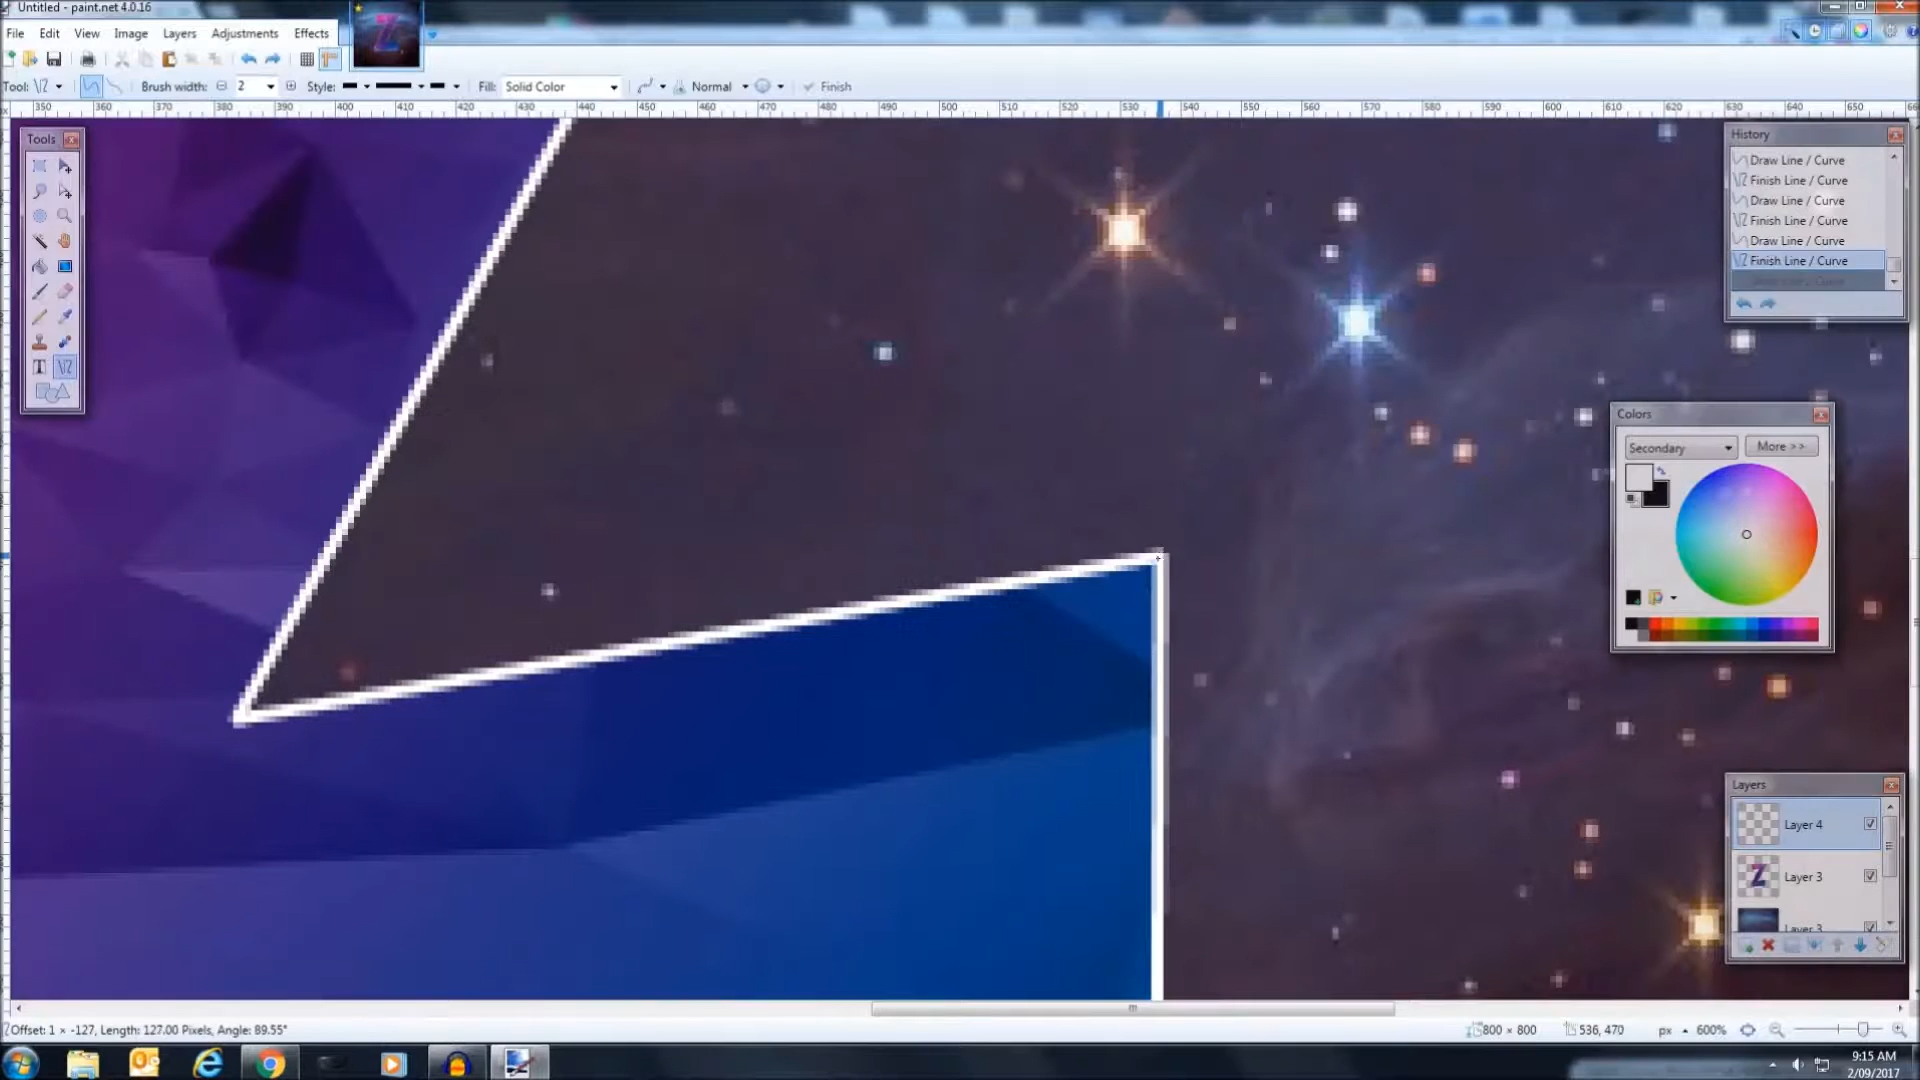 Untitled - paint.net 4.0.16
File Edit View Image Layers Adjustments Effects
Tool: Brush width: 2 Style: Fill: Solid Color Normal Finish
350 360 370 380 390 400 410 420 430 440 450 460 470 480 490 500 510 520 530 540 550 560 570 580 590 600 610 620 630 640 650
Tools
T
History
Draw Line / Curve
Finish Line / Curve
Draw Line / Curve
Finish Line / Curve
Draw Line / Curve
Finish Line / Curve
Colors
Secondary More >>
Layers
Layer 4
Z Layer 3
Layer 3
Offset: 1 × -127, Length: 127.00 Pixels, Angle: 89.55° 800 × 800 536, 470 px 600%
9:15 AM
2/09/2017